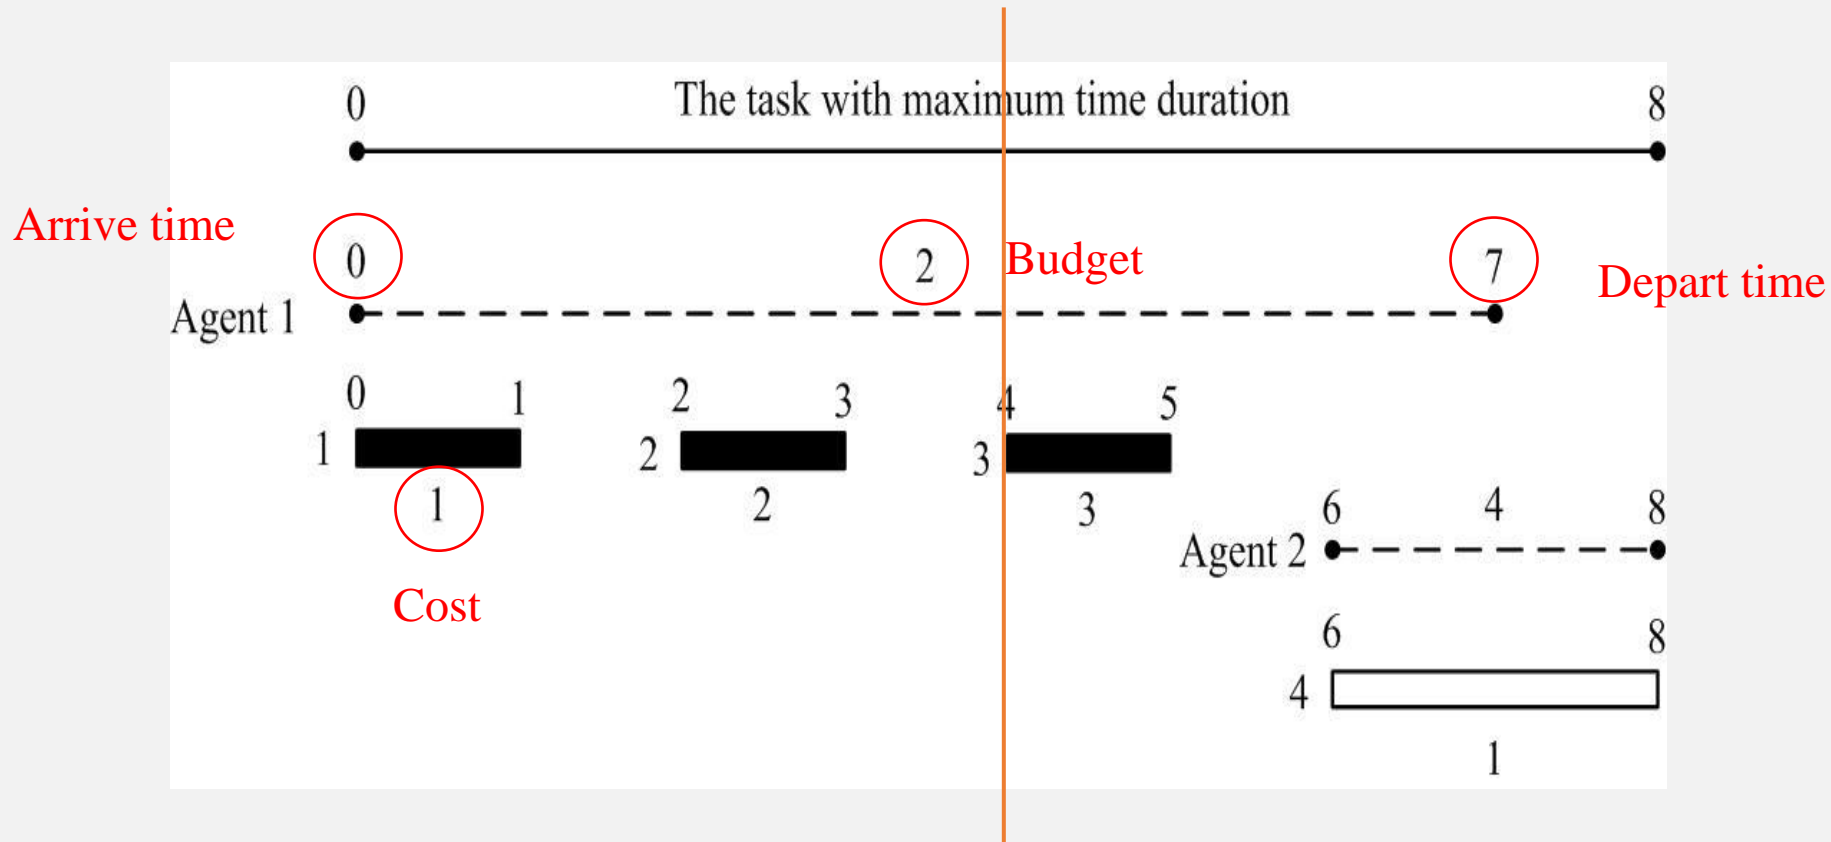 0 The task with maximum time duration 8
Arrive time
0 2 Budget 7
Depart time
Agent 1
0 1 2 3 4 5
1 2 3
1 2 3
6 4 8
Agent 2
Cost
6 8
4
1